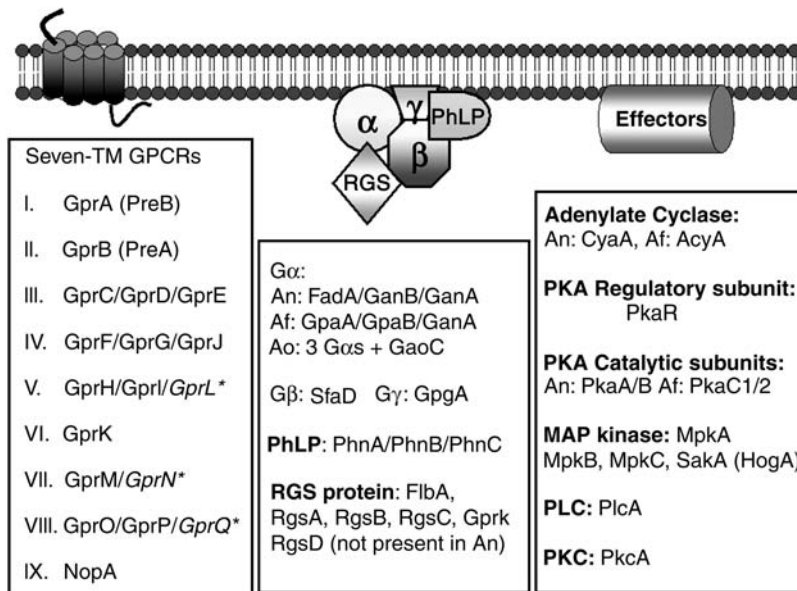 α
γ
PhLP
β
RGS
Effectors
Seven-TM GPCRs
I. GprA (PreB)
II. GprB (PreA)
III. GprC/GprD/GprE
IV. GprF/GprG/GprJ
V. GprH/GprI/GprL*
VI. GprK
VII. GprM/GprN*
VIII. GprO/GprP/GprQ*
IX. NopA
Gα:
An: FadA/GanB/GanA
Af: GpaA/GpaB/GanA
Ao: 3 Gαs + GaoC
Gβ: SfaD Gγ: GpgA
PhLP: PhnA/PhnB/PhnC
RGS protein: FlbA,
RgsA, RgsB, RgsC, Gprk
RgsD (not present in An)
Adenylate Cyclase:
An: CyaA, Af: AcyA
PKA Regulatory subunit:
PkaR
PKA Catalytic subunits:
An: PkaA/B Af: PkaC1/2
MAP kinase: MpkA
MpkB, MpkC, SakA (HogA)
PLC: PlcA
PKC: PkcA